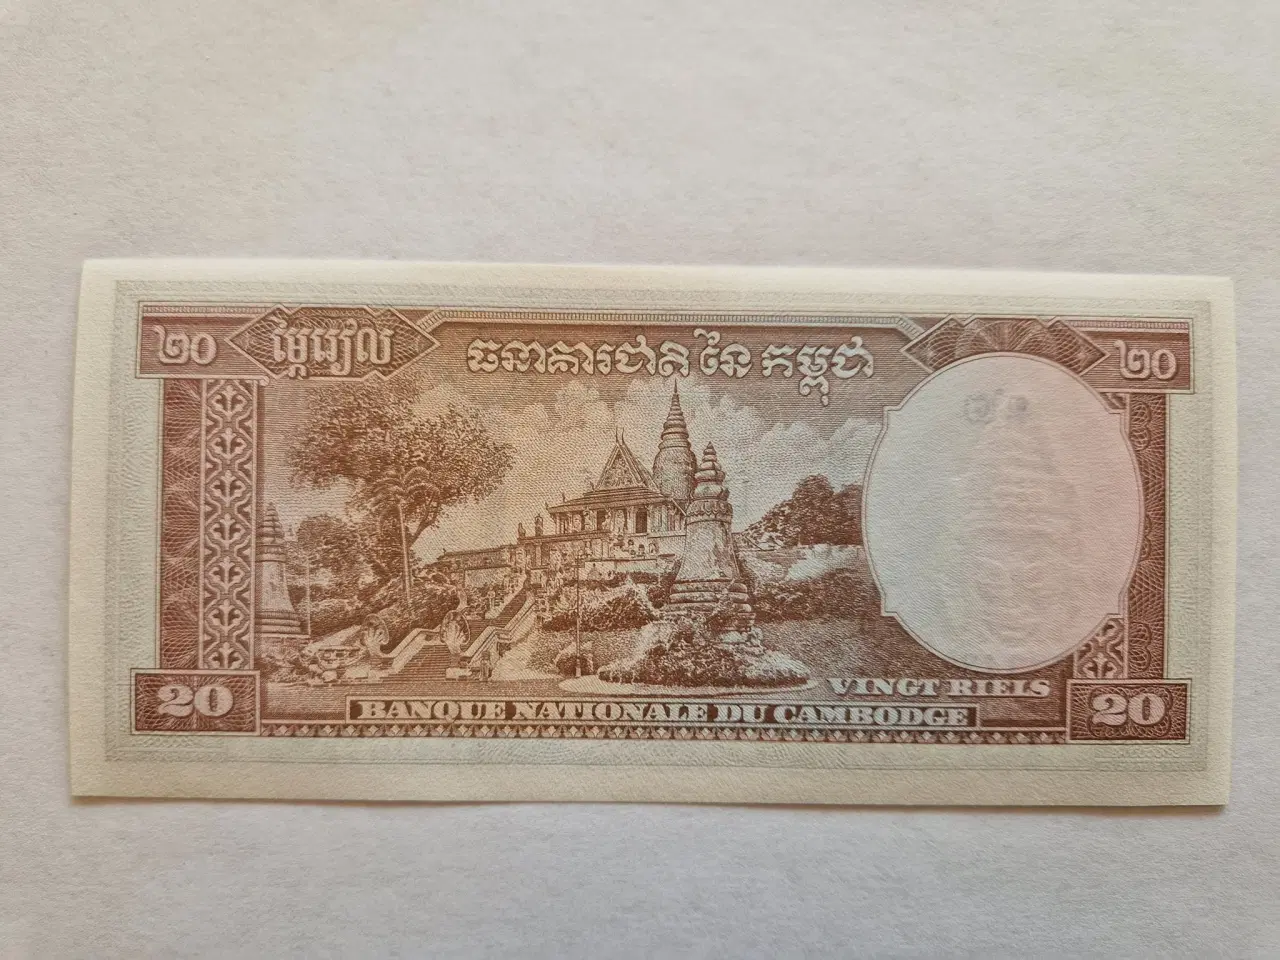 ២០ ម្ភៃរៀល ធនាគារជាតិ នៃ កម្ពុជា ២០
VINGT RIELS
20 BANQUE NATIONALE DU CAMBODGE 20